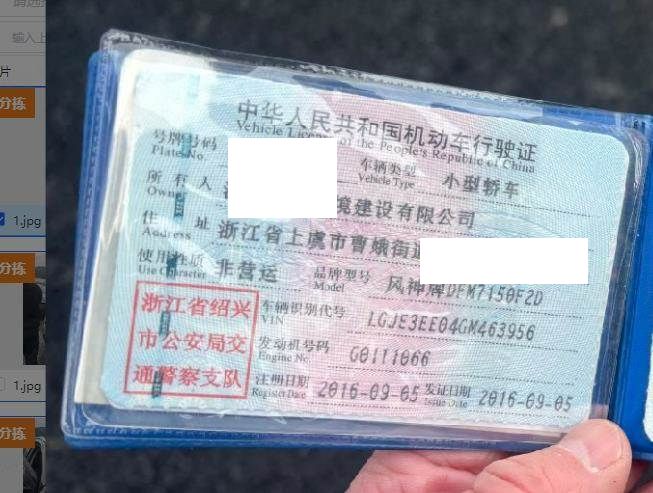 分拣
1.jpg
分拣
1.jpg
分拣
中华人民共和国机动车行驶证
Vehicle License of the People's Republic of China
号牌号码
Plate No.
车辆类型 小型轿车
Vehicle Type
所有人 境建设有限公司
Owner
住址 浙江省上虞市曹娥街道
Address
使用性质 非营运 品牌型号 风神牌DFM7150F2D
Use Character Model
浙江省绍兴
市公安局交
通警察支队
车辆识别代号 LGJE3EE04GM463956
VIN
发动机号码 G0111066
Engine No.
注册日期 2016-09-05 发证日期 2016-09-05
Register Date Issue Date